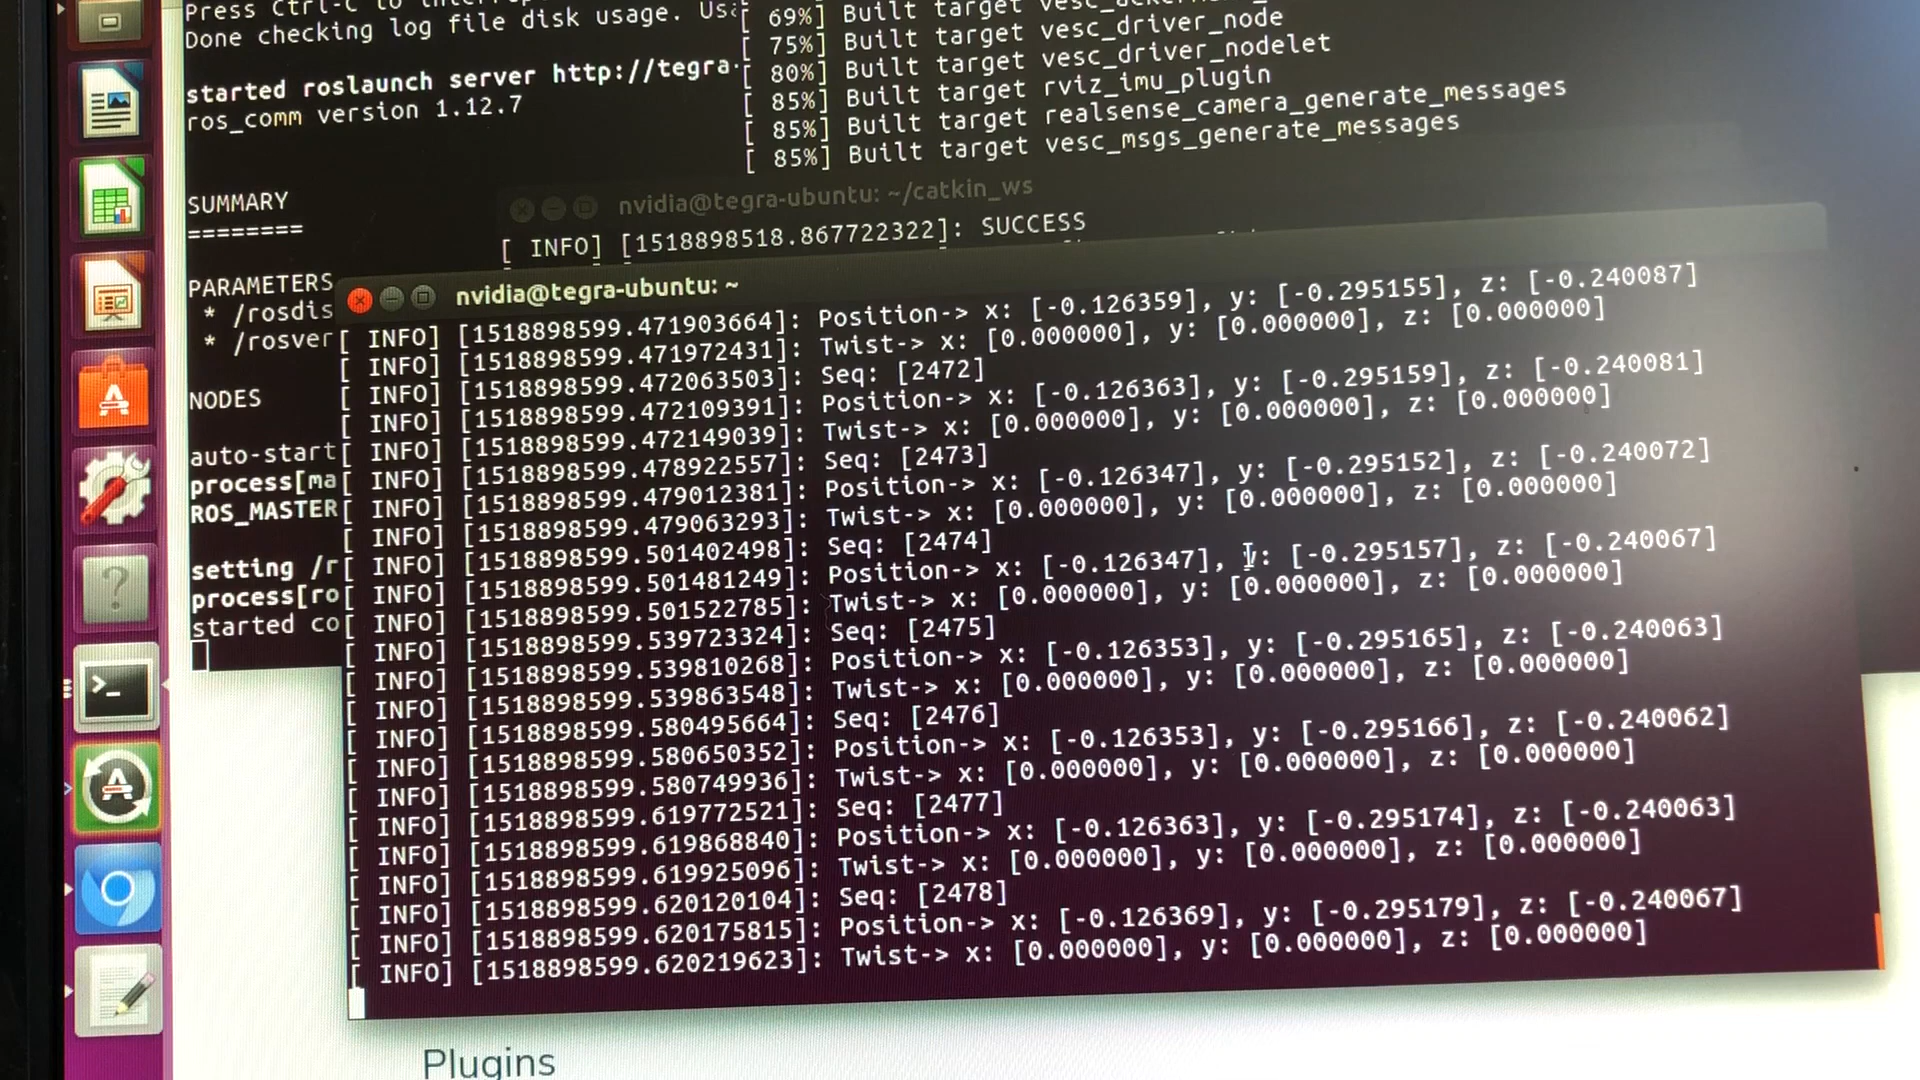 Press Ctrl-C to
Done checking log file disk usage.
started roslaunch server http://tegra
ros_comm version 1.12.7
SUMMARY
========
PARAMETERS
* /rosdis
* /rosver
NODES
auto-start
process[ma
ROS_MASTER
setting /r
process[ro
started co
[ 69%] Built target
[ 75%] Built target vesc_driver_node
[ 80%] Built target vesc_driver_nodelet
[ 85%] Built target rviz_imu_plugin
[ 85%] Built target realsense_camera_generate_messages
[ 85%] Built target vesc_msgs_generate_messages
nvidia@tegra-ubuntu: ~/catkin_ws
[ INFO] [1518898518.867722322]: SUCCESS
nvidia@tegra-ubuntu: ~
[ INFO] [1518898599.471903664]: Position-> x: [-0.126359], y: [-0.295155], z: [-0.240087]
[ INFO] [1518898599.471972431]: Twist-> x: [0.000000], y: [0.000000], z: [0.000000]
[ INFO] [1518898599.472063503]: Seq: [2472]
[ INFO] [1518898599.472109391]: Position-> x: [-0.126363], y: [-0.295159], z: [-0.240081]
[ INFO] [1518898599.472149039]: Twist-> x: [0.000000], y: [0.000000], z: [0.000000]
[ INFO] [1518898599.478922557]: Seq: [2473]
[ INFO] [1518898599.479012381]: Position-> x: [-0.126347], y: [-0.295152], z: [-0.240072]
[ INFO] [1518898599.479063293]: Twist-> x: [0.000000], y: [0.000000], z: [0.000000]
[ INFO] [1518898599.501402498]: Seq: [2474]
[ INFO] [1518898599.501481249]: Position-> x: [-0.126347], y: [-0.295157], z: [-0.240067]
[ INFO] [1518898599.501522785]: Twist-> x: [0.000000], y: [0.000000], z: [0.000000]
[ INFO] [1518898599.539723324]: Seq: [2475]
[ INFO] [1518898599.539810268]: Position-> x: [-0.126353], y: [-0.295165], z: [-0.240063]
[ INFO] [1518898599.539863548]: Twist-> x: [0.000000], y: [0.000000], z: [0.000000]
[ INFO] [1518898599.580495664]: Seq: [2476]
[ INFO] [1518898599.580650352]: Position-> x: [-0.126353], y: [-0.295166], z: [-0.240062]
[ INFO] [1518898599.580749936]: Twist-> x: [0.000000], y: [0.000000], z: [0.000000]
[ INFO] [1518898599.619772521]: Seq: [2477]
[ INFO] [1518898599.619868840]: Position-> x: [-0.126363], y: [-0.295174], z: [-0.240063]
[ INFO] [1518898599.619925096]: Twist-> x: [0.000000], y: [0.000000], z: [0.000000]
[ INFO] [1518898599.620120104]: Seq: [2478]
[ INFO] [1518898599.620175815]: Position-> x: [-0.126369], y: [-0.295179], z: [-0.240067]
[ INFO] [1518898599.620219623]: Twist-> x: [0.000000], y: [0.000000], z: [0.000000]
Plugins